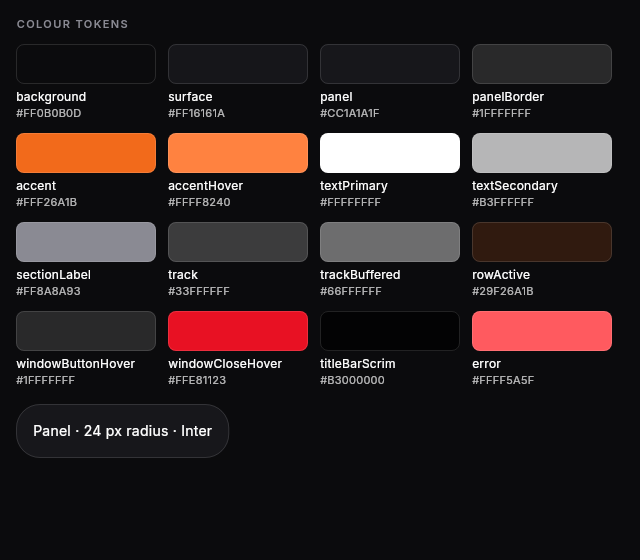 COLOUR TOKENS
background surface panel panelBorder
#FF0B0B0D #FF16161A #CC1A1A1F #1FFFFFFF
accent accentHover textPrimary textSecondary
#FFF26A1B #FFFF8240 #FFFFFFFF #B3FFFFFF
sectionLabel track trackBuffered rowActive
#FF8A8A93 #33FFFFFF #66FFFFFF #29F26A1B
windowButtonHover windowCloseHover titleBarScrim error
#1FFFFFFF #FFE81123 #B3000000 #FFFF5A5F
Panel · 24 px radius · Inter